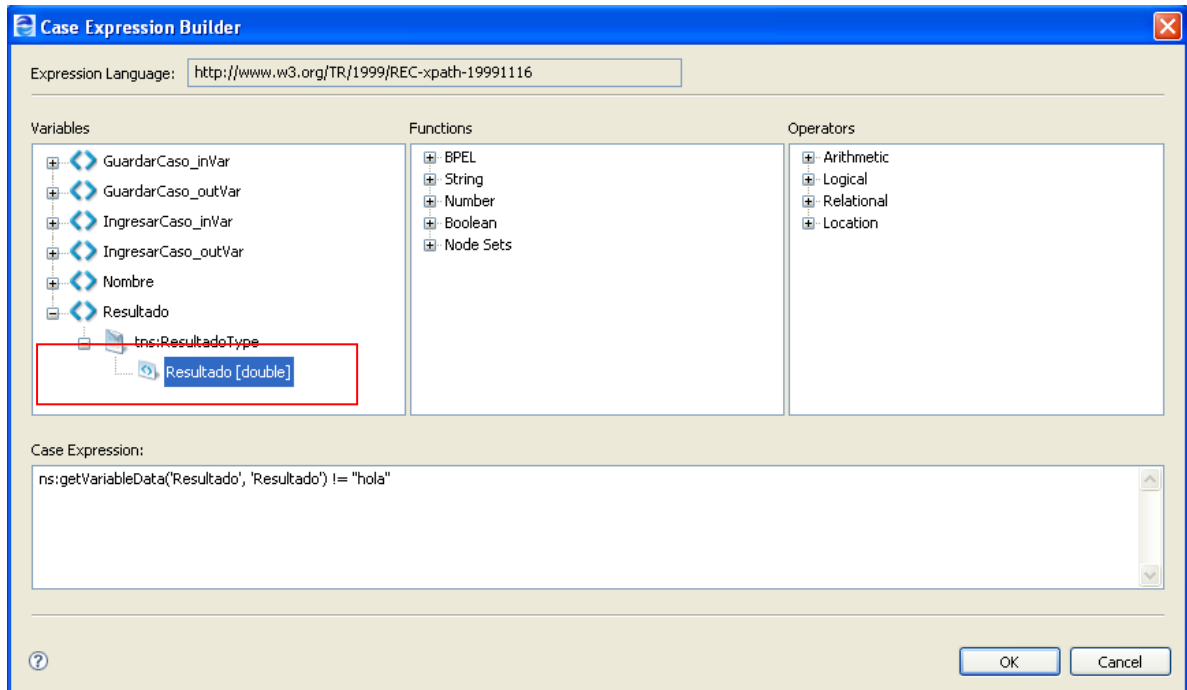 Case Expression Builder
Expression Language: http://www.w3.org/TR/1999/REC-xpath-19991116
Variables
GuardarCaso_inVar
GuardarCaso_outVar
IngresarCaso_inVar
IngresarCaso_outVar
Nombre
Resultado
tns:ResultadoType
Resultado [double]
Functions
BPEL
String
Number
Boolean
Node Sets
Operators
Arithmetic
Logical
Relational
Location
Case Expression:
ns:getVariableData('Resultado', 'Resultado') != "hola"
OK Cancel